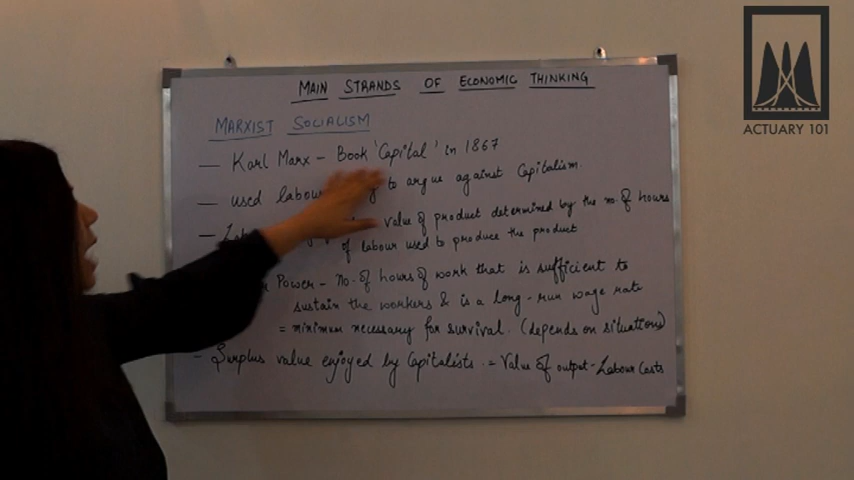 MAIN STRANDS OF ECONOMIC THINKING
ACTUARY 101
MARXIST SOCIALISM
— Karl Marx – Book 'Capital' in 1867
— used labour to argue against Capitalism.
— value of product determined by the no. of hours
of labour used to produce the product
Power – No. of hours of work that is sufficient to
sustain the workers & is a long-run wage rate
= minimum necessary for survival. (depends on situations)
– Surplus value enjoyed by Capitalists. = Value of output – Labour Costs